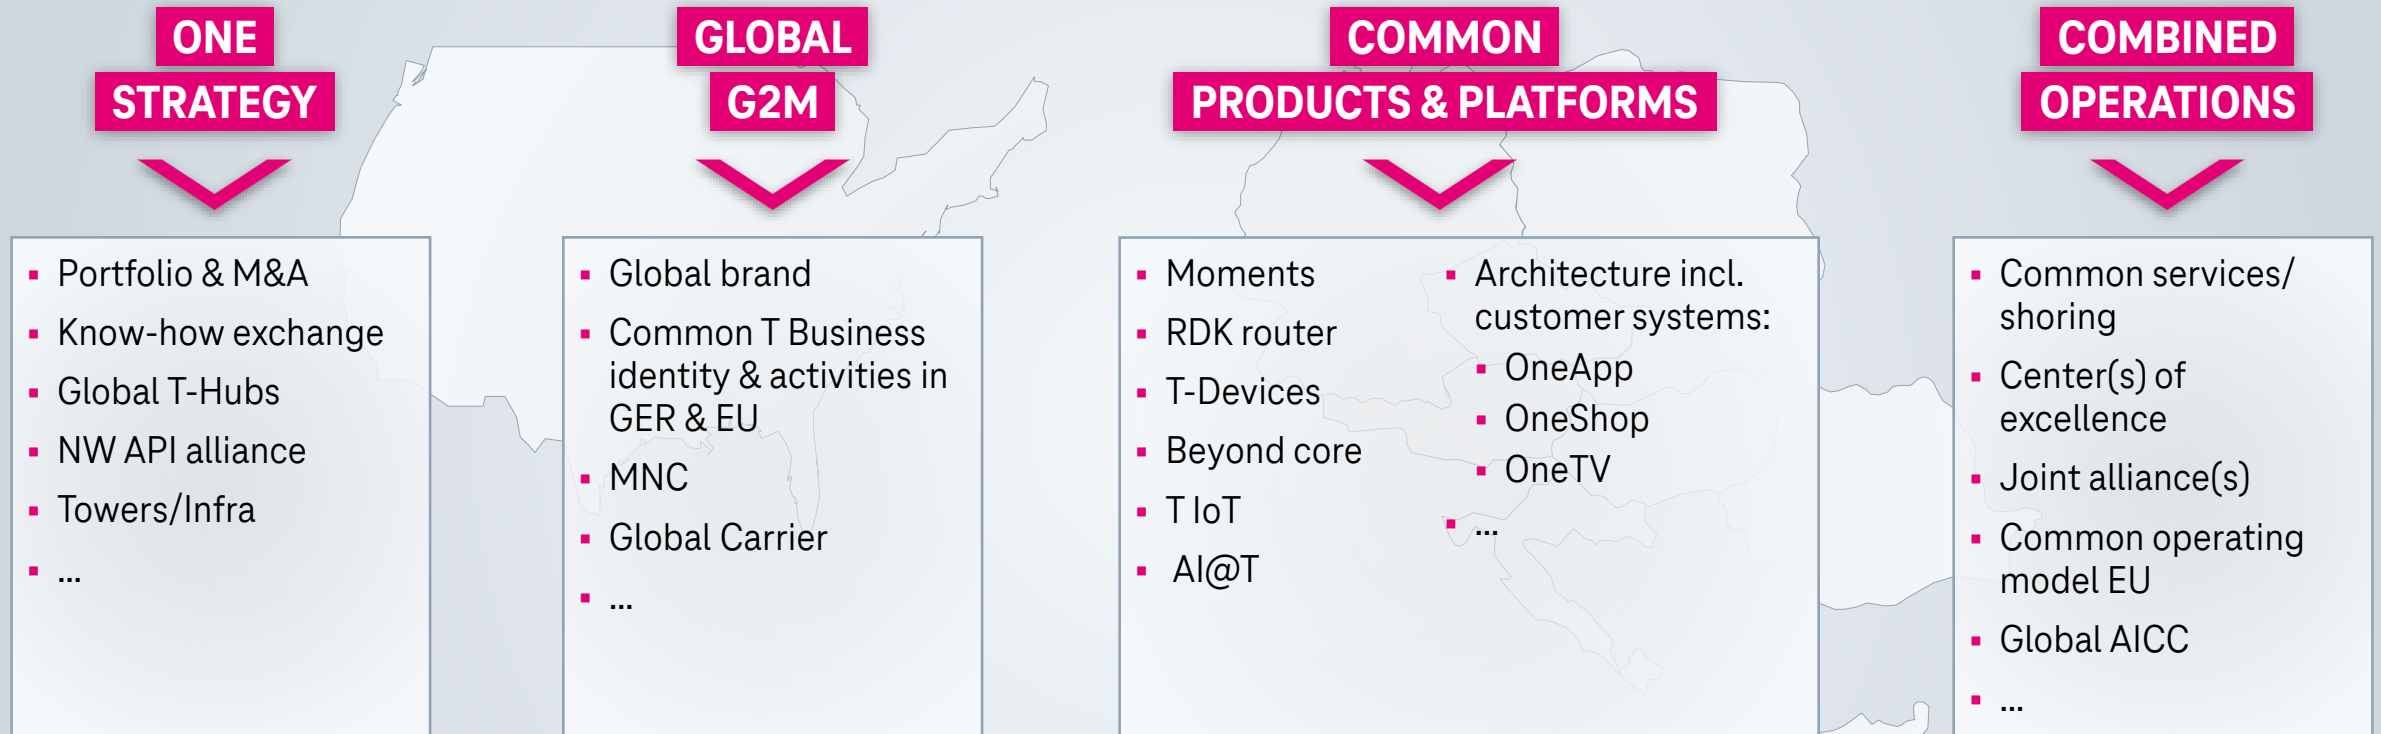 ONE
STRATEGY
▪ Portfolio & M&A
▪ Know-how exchange
▪ Global T-Hubs
▪ NW API alliance
▪ Towers/Infra
▪ ...
GLOBAL
G2M
▪ Global brand
▪ Common T Business
identity & activities in
GER & EU
▪ MNC
▪ Global Carrier
▪ ...
COMMON
PRODUCTS & PLATFORMS
▪ Moments
▪ RDK router
▪ T-Devices
▪ Beyond core
▪ T IoT
▪ AI@T
▪ Architecture incl.
customer systems:
▪ OneApp
▪ OneShop
▪ OneTV
▪ ...
COMBINED
OPERATIONS
▪ Common services/
shoring
▪ Center(s) of
excellence
▪ Joint alliance(s)
▪ Common operating
model EU
▪ Global AICC
▪ ...